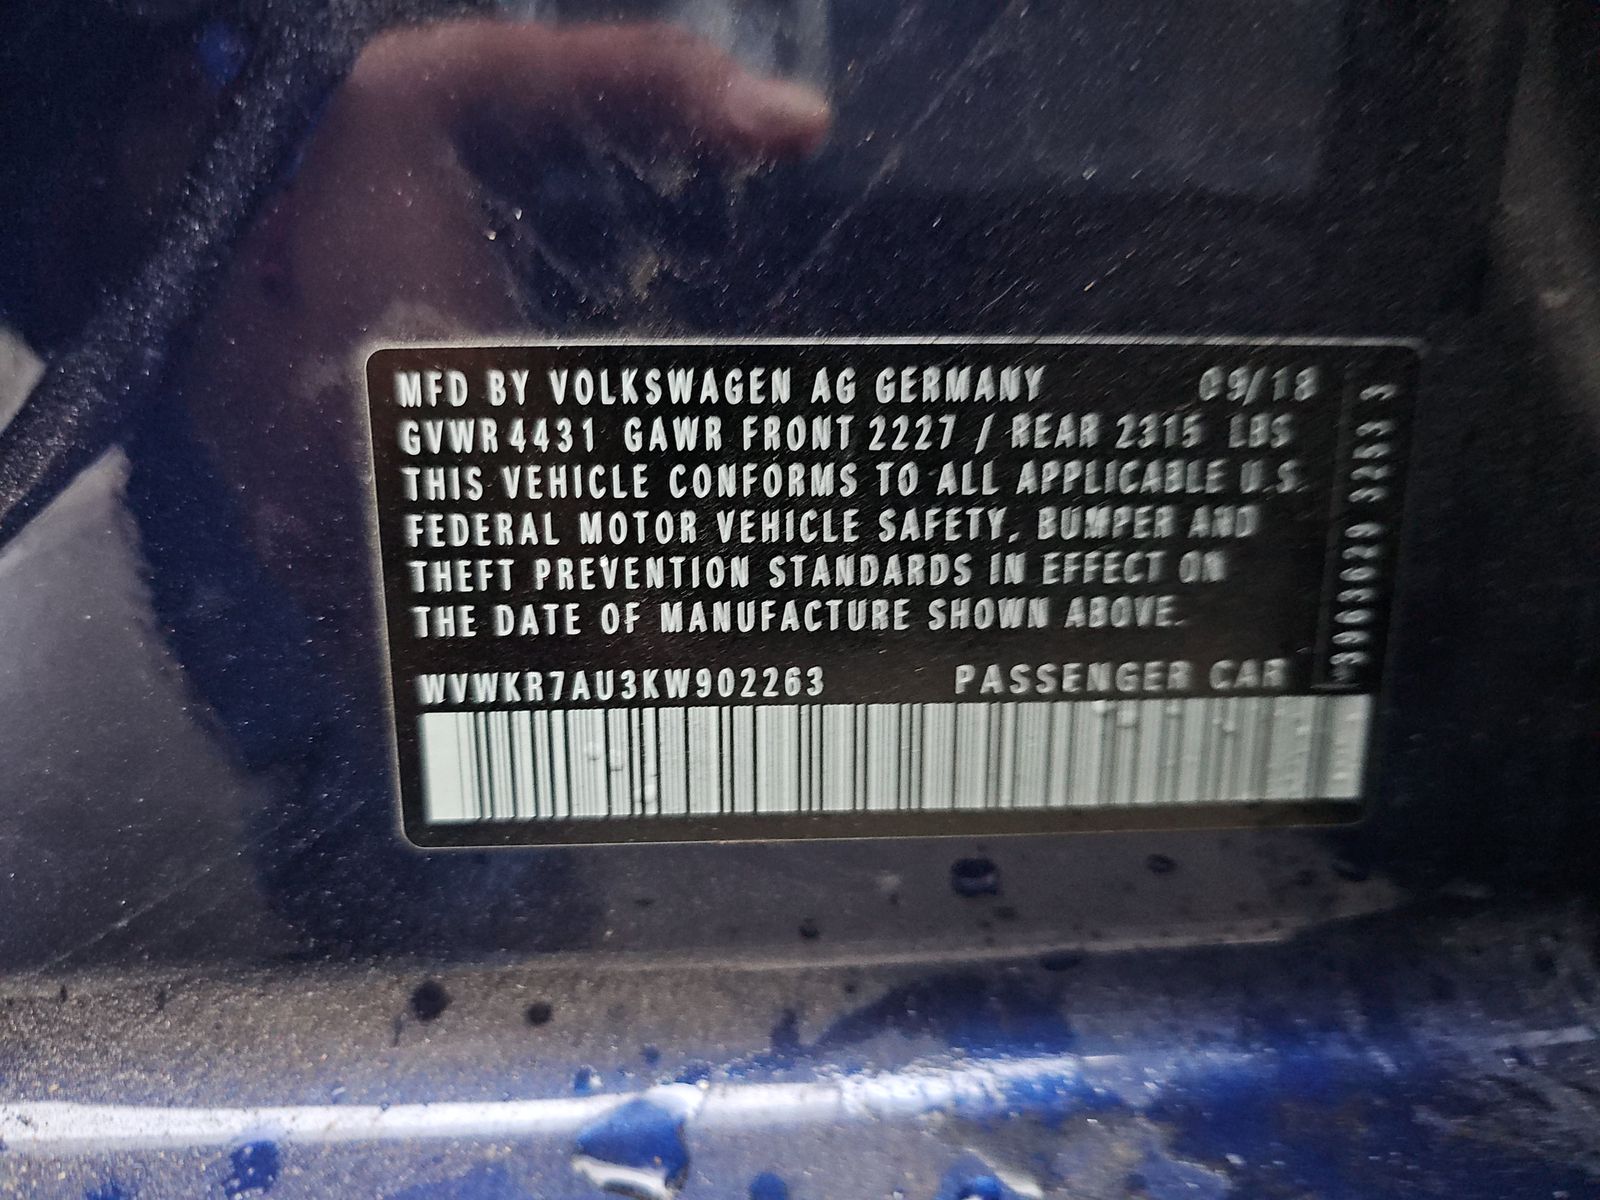 MFD BY VOLKSWAGEN AG GERMANY 09/18
GVWR 4431 GAWR FRONT 2227 / REAR 2315 LBS
THIS VEHICLE CONFORMS TO ALL APPLICABLE U.S.
FEDERAL MOTOR VEHICLE SAFETY, BUMPER AND
THEFT PREVENTION STANDARDS IN EFFECT ON
THE DATE OF MANUFACTURE SHOWN ABOVE.
WVWKR7AU3KW902263 PASSENGER CAR